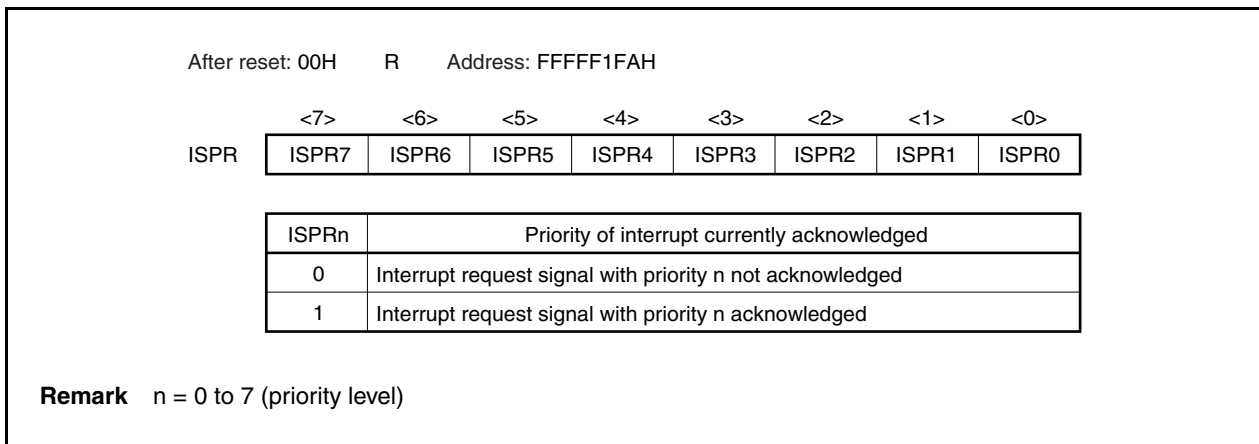 After reset: 00H R Address: FFFFF1FAH
<7> <6> <5> <4> <3> <2> <1> <0>
ISPR ISPR7 ISPR6 ISPR5 ISPR4 ISPR3 ISPR2 ISPR1 ISPR0
ISPRn Priority of interrupt currently acknowledged
0 Interrupt request signal with priority n not acknowledged
1 Interrupt request signal with priority n acknowledged
Remark n = 0 to 7 (priority level)